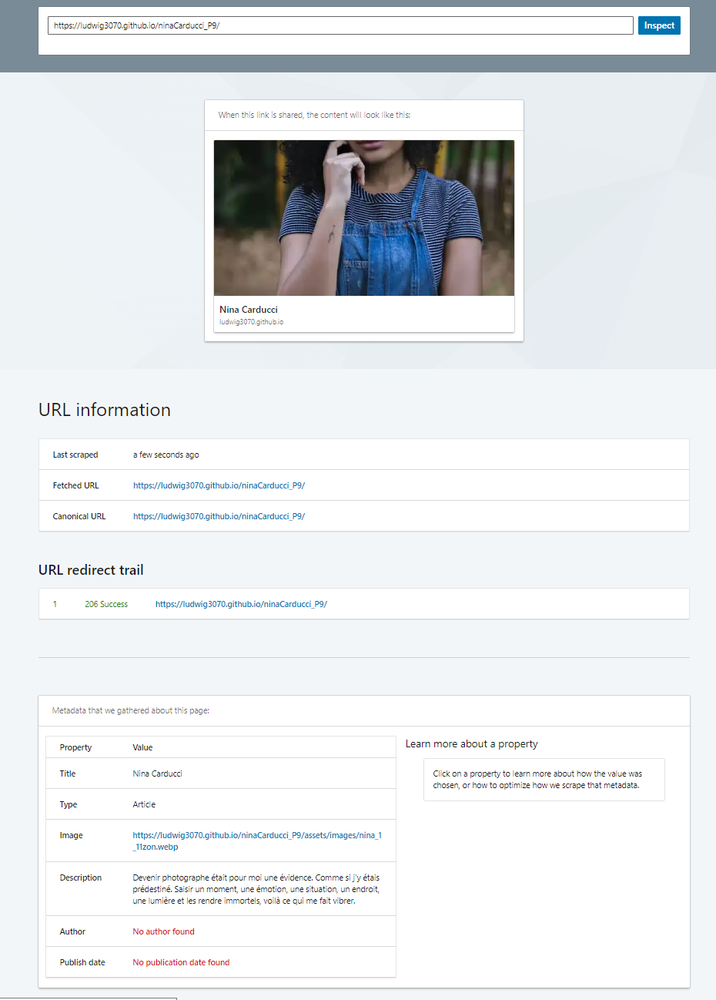 https://ludwig3070.github.io/ninaCarducci_P9/
Inspect
When this link is shared, the content will look like this:
Nina Carducci
ludwig3070.github.io
URL information
Last scraped a few seconds ago
Fetched URL https://ludwig3070.github.io/ninaCarducci_P9/
Canonical URL https://ludwig3070.github.io/ninaCarducci_P9/
URL redirect trail
1 206 Success https://ludwig3070.github.io/ninaCarducci_P9/
Metadata that we gathered about this page:
Property Value
Title Nina Carducci
Type Article
Image https://ludwig3070.github.io/ninaCarducci_P9/assets/images/nina_1
_11zon.webp
Description Devenir photographe était pour moi une évidence. Comme si j'y étais
prédestiné. Saisir un moment, une émotion, une situation, un endroit,
une lumière et les rendre immortels, voilà ce qui me fait vibrer.
Author No author found
Publish date No publication date found
Learn more about a property
Click on a property to learn more about how the value was
chosen, or how to optimize how we scrape that metadata.